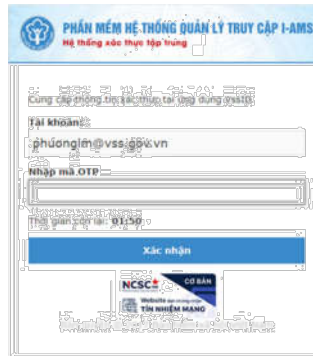 PHẦN MỀM HỆ THỐNG QUẢN LÝ TRUY CẬP I-AMS
Hệ thống xác thực tập trung
Cung cấp thông tin xác thực tại ứng dụng vssID
Tài khoản:
phuonglm@vss.gov.vn
Nhập mã OTP
Thời gian còn lại: 01:50
Xác nhận
NCSC CƠ BẢN
Website
TÍN NHIỆM MẠNG